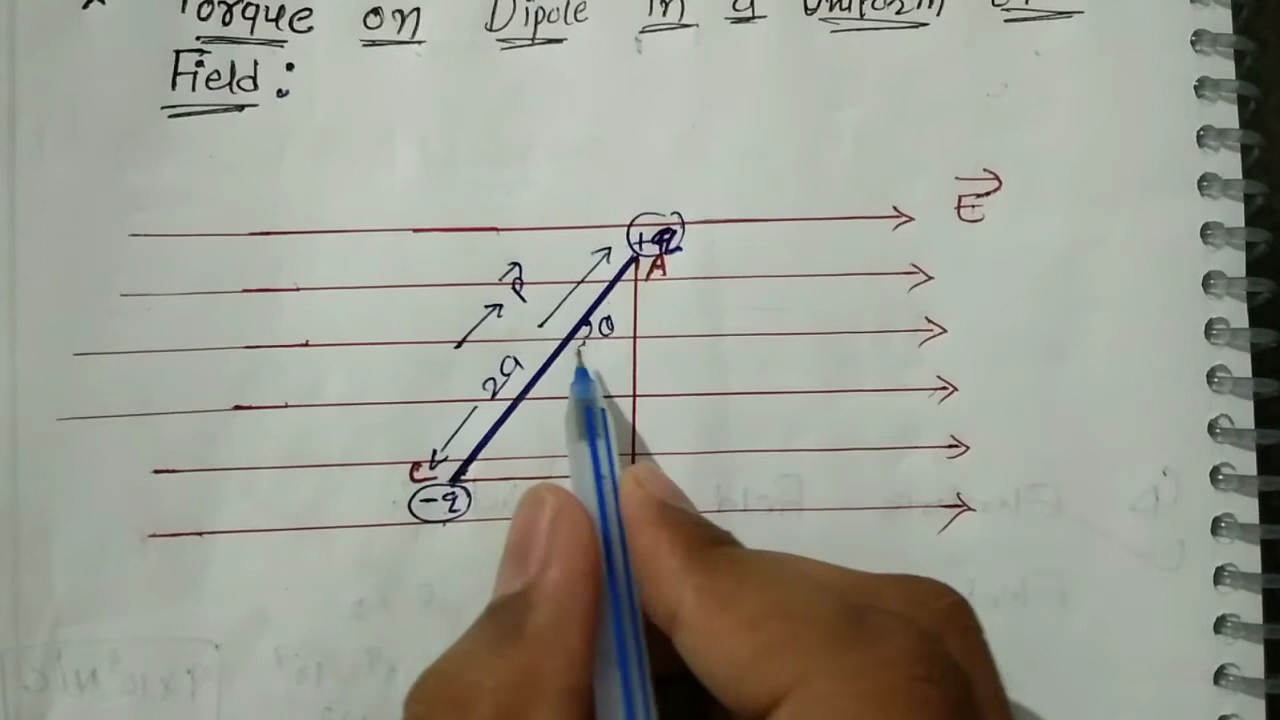 Torque on Dipole in a Uniform
Field :
E
+q
A
P
θ
2a
C
-q